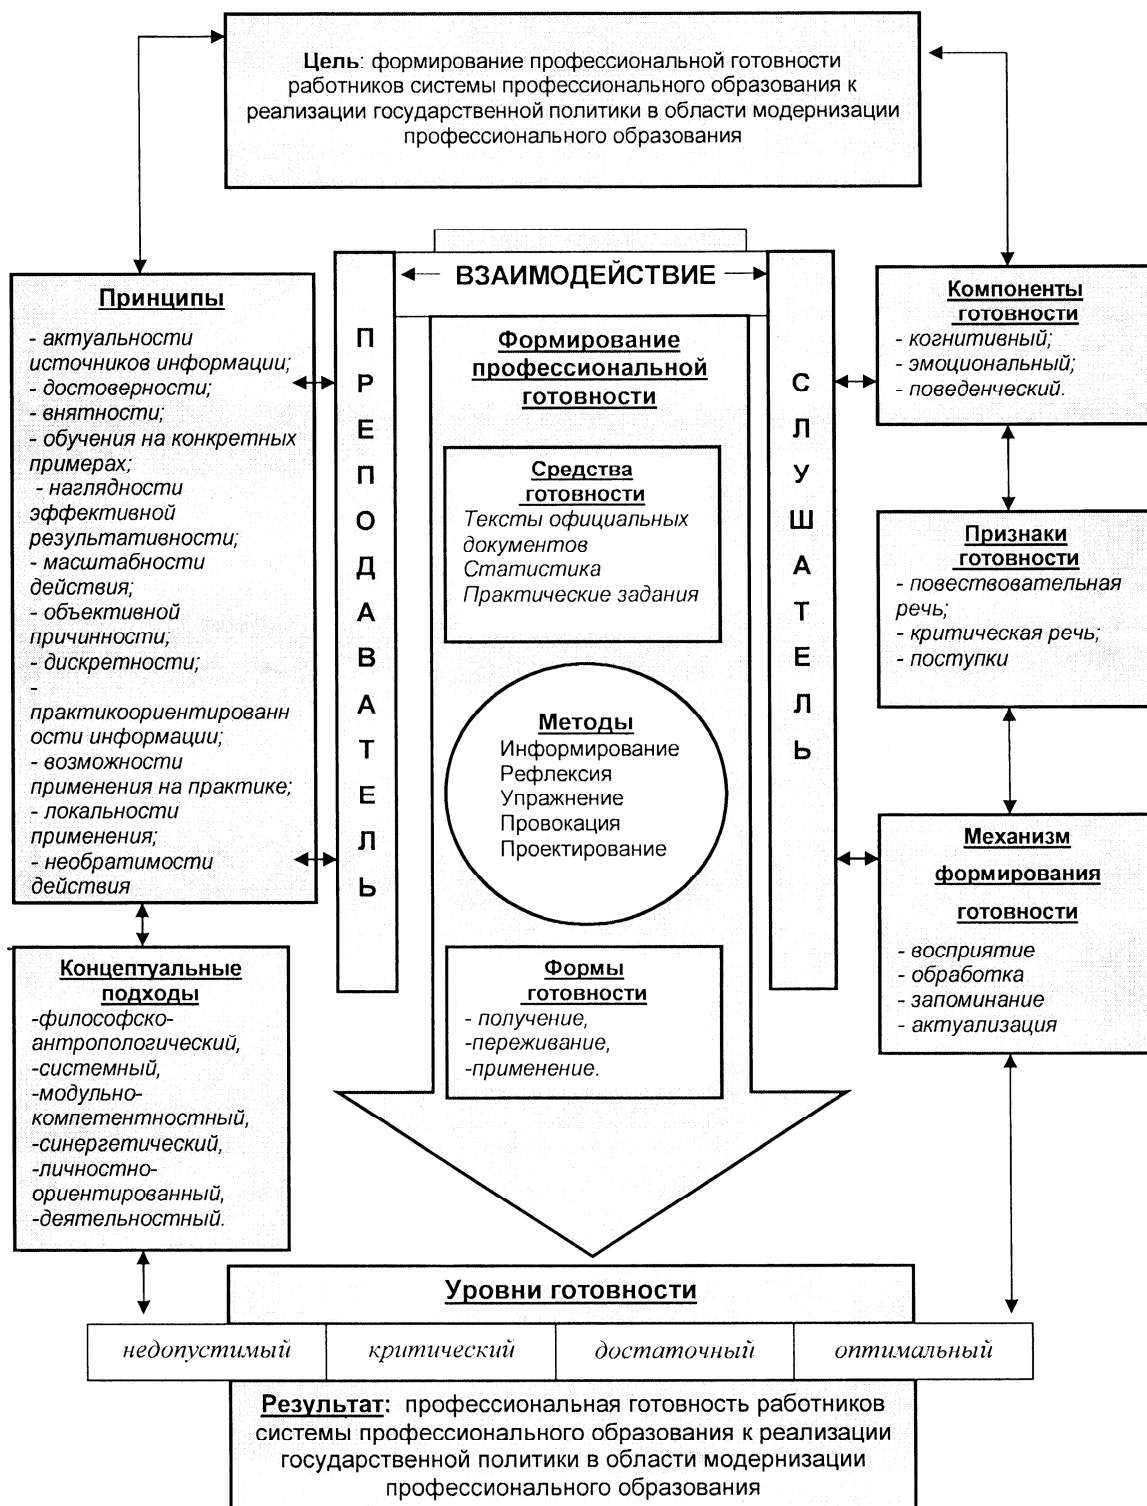 Цель: формирование профессиональной готовности
работников системы профессионального образования к
реализации государственной политики в области модернизации
профессионального образования
ВЗАИМОДЕЙСТВИЕ
Принципы
- актуальности
источников информации;
- достоверности;
- внятности;
- обучения на конкретных
примерах;
- наглядности
эффективной
результативности;
- масштабности
действия;
- объективной
причинности;
- дискретности;
-
практикоориентированн
ости информации;
- возможности
применения на практике;
- локальности
применения;
- необратимости
действия
Концептуальные
подходы
-философско-
антропологический,
-системный,
-модульно-
компетентностный,
-синергетический,
-личностно-
ориентированный,
-деятельностный.
П
Р
Е
П
О
Д
А
В
А
Т
Е
Л
Ь
Формирование
профессиональной
готовности
Средства
готовности
Тексты официальных
документов
Статистика
Практические задания
Методы
Информирование
Рефлексия
Упражнение
Провокация
Проектирование
Формы
готовности
- получение,
-переживание,
-применение.
С
Л
У
Ш
А
Т
Е
Л
Ь
Компоненты
готовности
- когнитивный;
- эмоциональный;
- поведенческий.
Признаки
готовности
- повествовательная
речь;
- критическая речь;
- поступки
Механизм
формирования
готовности
- восприятие
- обработка
- запоминание
- актуализация
Уровни готовности
недопустимый критический достаточный оптимальный
Результат: профессиональная готовность работников
системы профессионального образования к реализации
государственной политики в области модернизации
профессионального образования